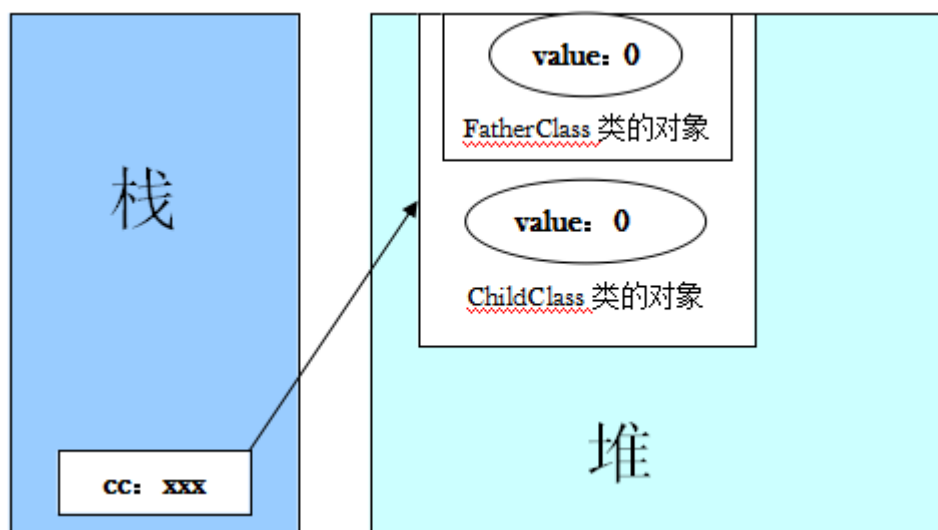 value：0
FatherClass 类的对象
栈
value： 0
ChildClass 类的对象
堆
cc： xxx